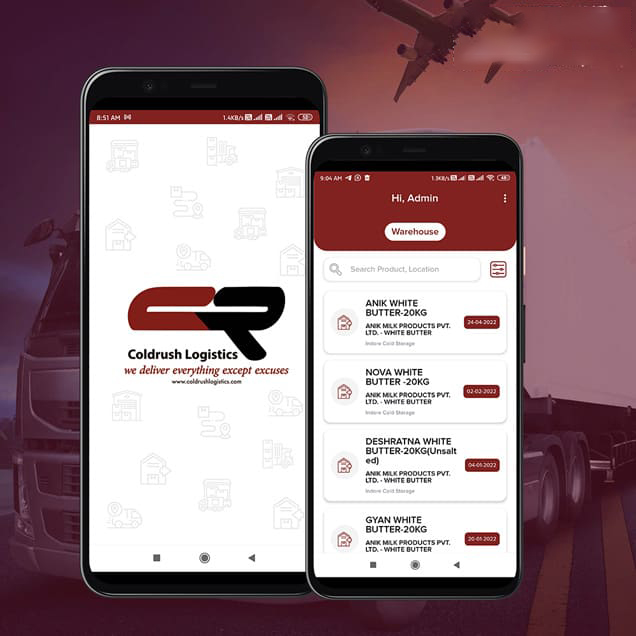 8:51 AM
1.4KB/s
52
Coldrush Logistics
we deliver everything except excuses
www.coldrushlogistics.com
9:04 AM
1.3KB/s
48
Hi, Admin
Warehouse
Search Product, Location
ANIK WHITE
BUTTER-20KG
24-04-2022
ANIK MILK PRODUCTS PVT.
LTD. - WHITE BUTTER
Indore Cold Storage
NOVA WHITE
BUTTER -20KG
02-02-2022
ANIK MILK PRODUCTS PVT.
LTD. - WHITE BUTTER
Indore Cold Storage
DESHRATNA WHITE
BUTTER-20KG(Unsalt
ed)
04-01-2022
ANIK MILK PRODUCTS PVT.
LTD. - WHITE BUTTER
Indore Cold Storage
GYAN WHITE
BUTTER-20KG
20-01-2022
ANIK MILK PRODUCTS PVT.
LTD. - WHITE BUTTER